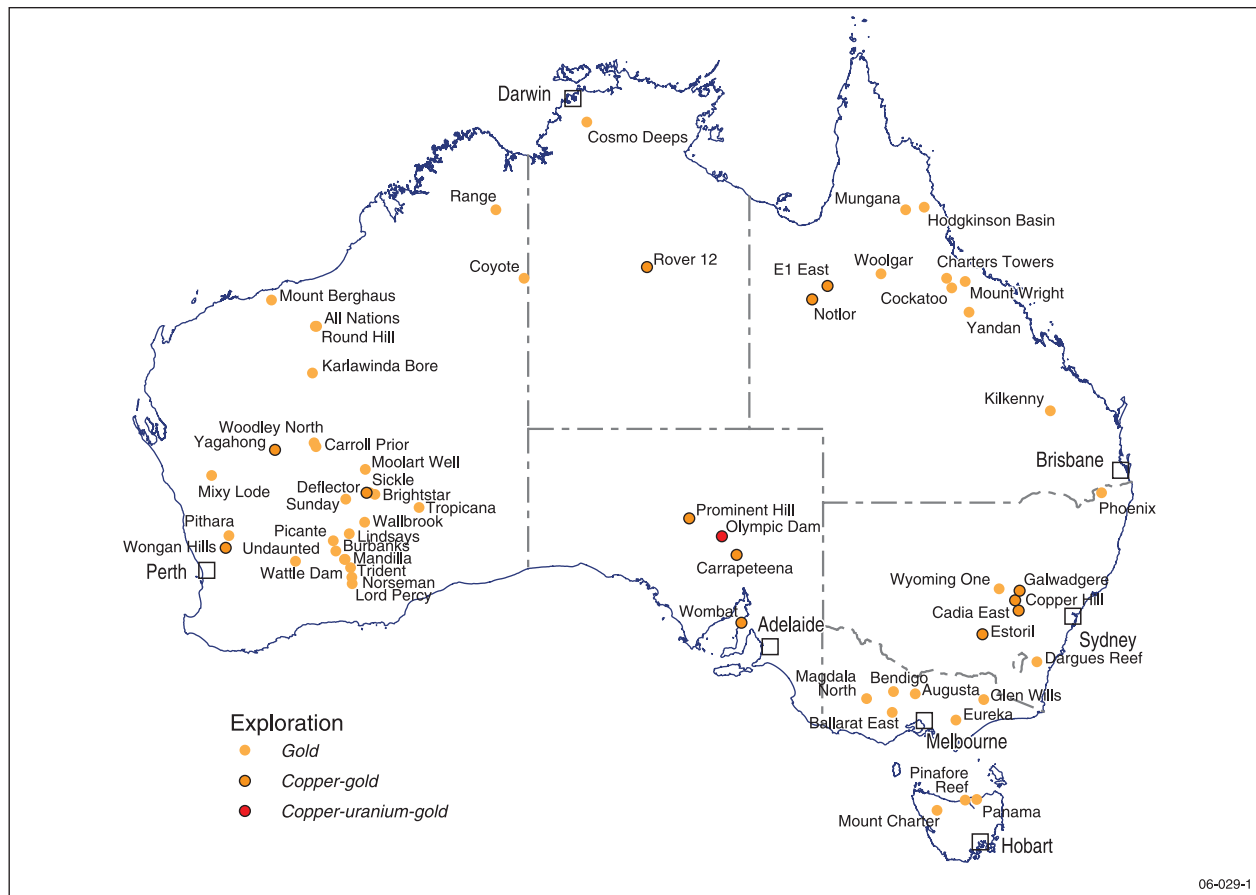 Darwin
Cosmo Deeps
Range
Mungana
Hodgkinson Basin
Coyote
Rover 12
E1 East
Woolgar
Charters Towers
Mount Berghaus
Notlor
Cockatoo
Mount Wright
Yandan
All Nations
Round Hill
Karlawinda Bore
Kilkenny
Woodley North
Yagahong
Carroll Prior
Moolart Well
Sickle
Deflector
Brightstar
Sunday
Tropicana
Mixy Lode
Brisbane
Phoenix
Pithara
Wongan Hills
Perth
Picante
Undaunted
Wattle Dam
Wallbrook
Lindsays
Burbanks
Mandilla
Trident
Norseman
Lord Percy
Prominent Hill
Olympic Dam
Carrapeteena
Wombat
Adelaide
Wyoming One
Galwadgere
Copper Hill
Cadia East
Estoril
Sydney
Dargues Reef
Magdala
North
Bendigo
Augusta
Glen Wills
Ballarat East
Eureka
Melbourne
Exploration
Gold
Copper-gold
Copper-uranium-gold
Pinafore
Reef
Panama
Mount Charter
Hobart
06-029-1